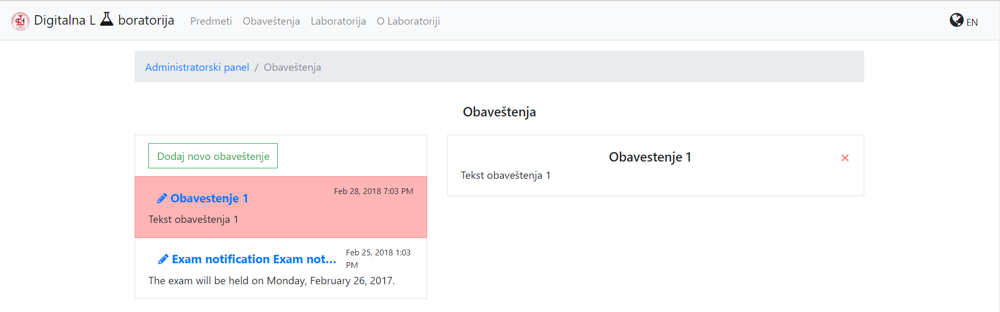 Digitalna L boratorija Predmeti Obaveštenja Laboratorija O Laboratoriji EN
Administratorski panel / Obaveštenja
Obaveštenja
Dodaj novo obaveštenje
Obavestenje 1 Feb 28, 2018 7:03 PM
Tekst obaveštenja 1
Exam notification Exam not... Feb 25, 2018 1:03
PM
The exam will be held on Monday, February 26, 2017.
Obavestenje 1
Tekst obaveštenja 1